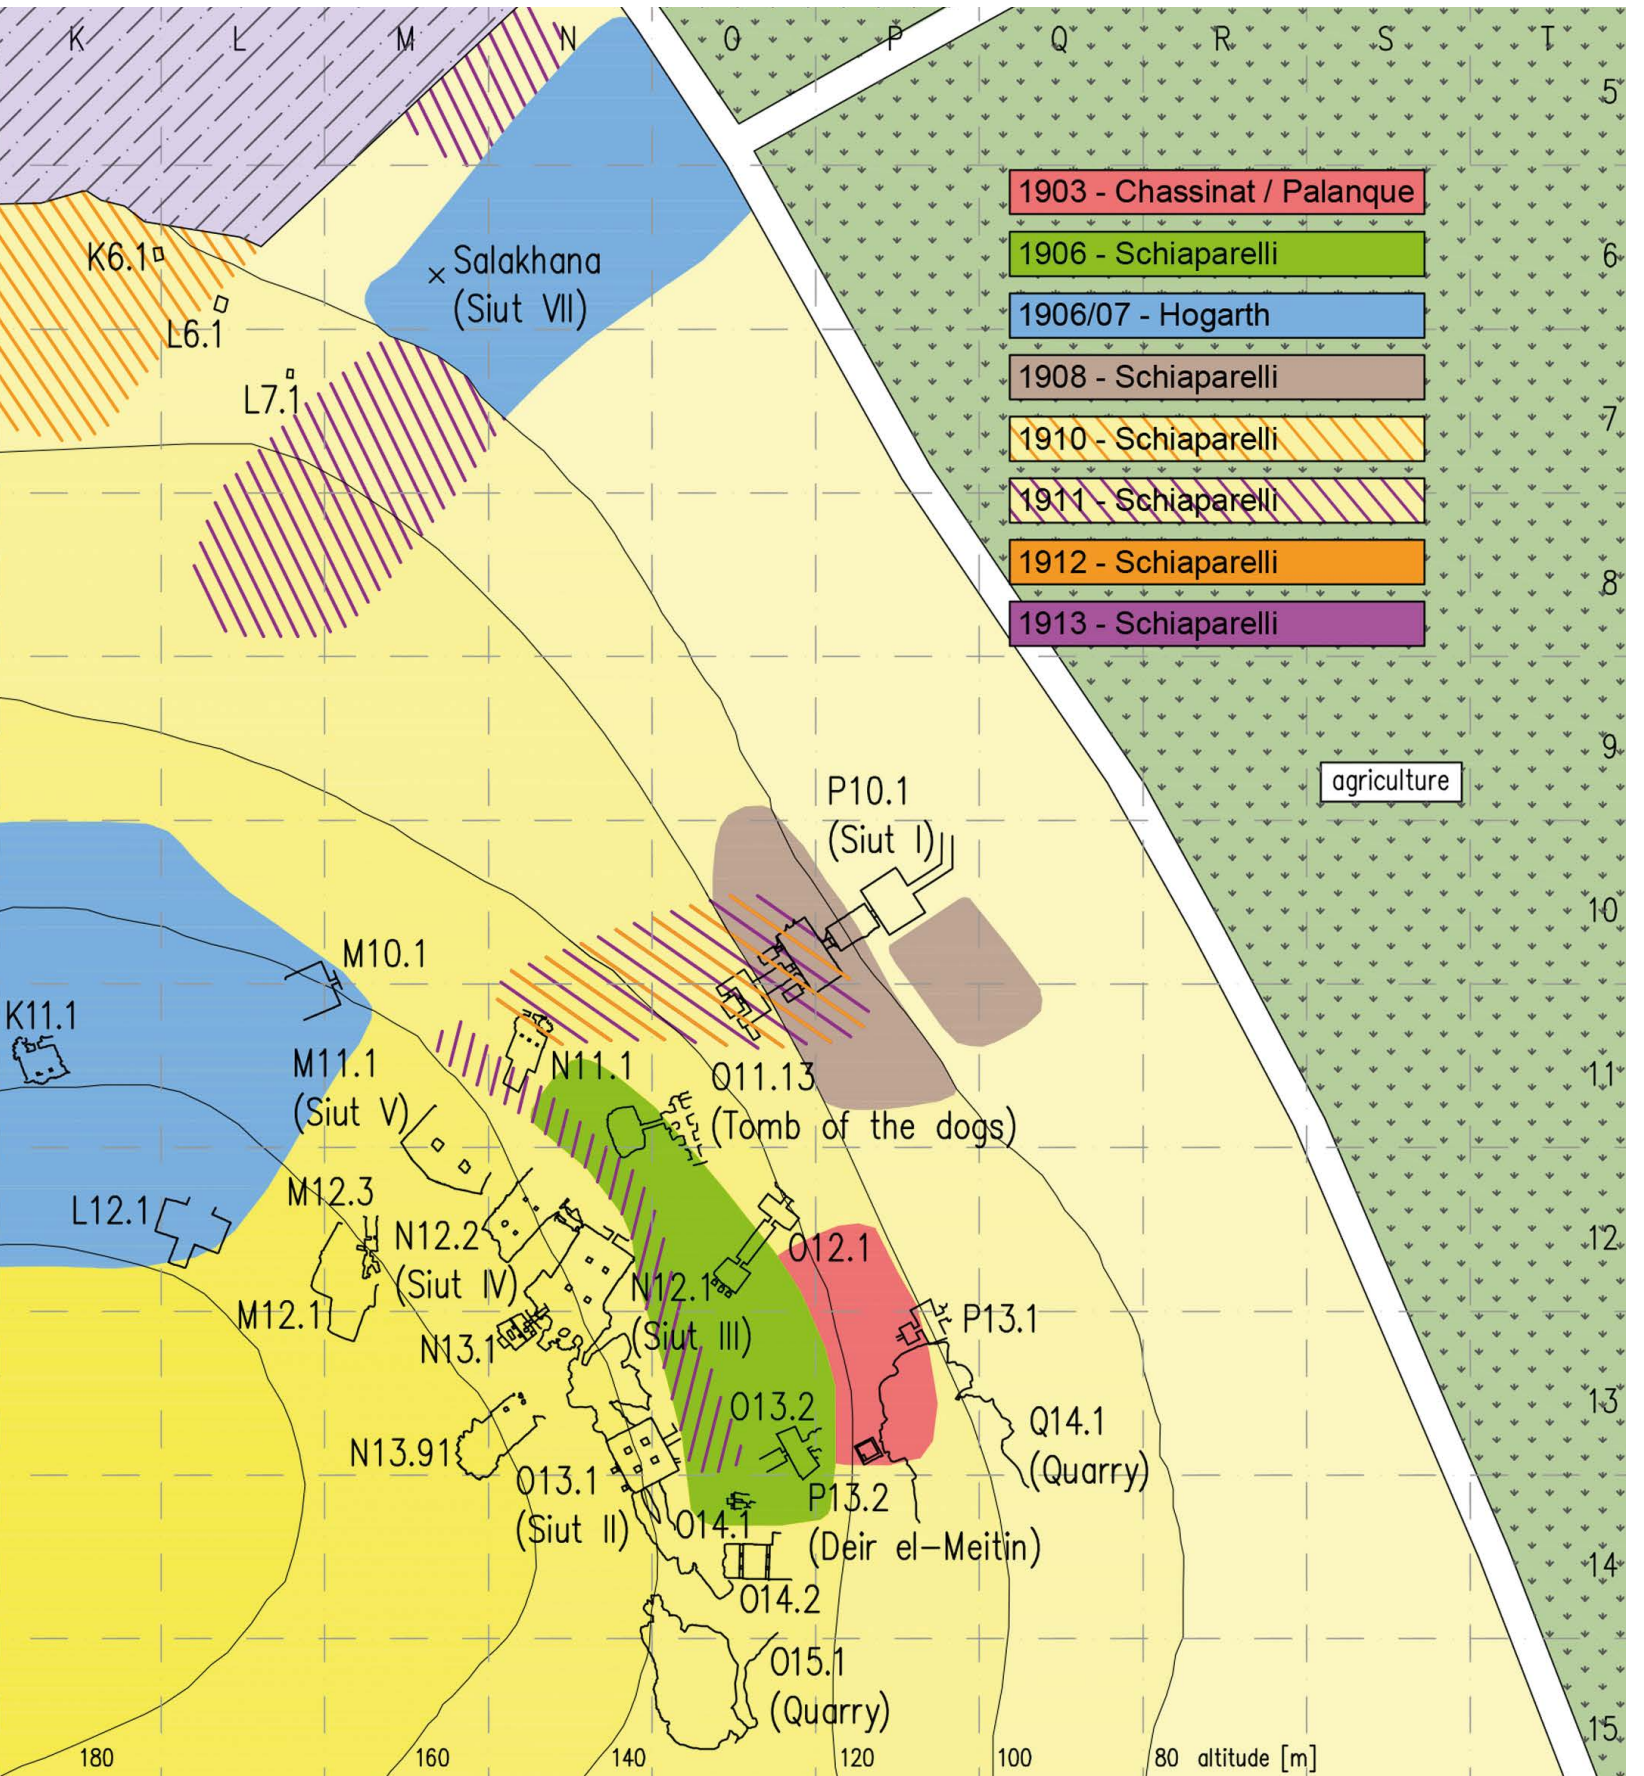 K L M N O P Q R S T
5
1903 - Chassinat / Palanque
1906 - Schiaparelli
6
K6.1
Salakhana
(Siut VII)
1906/07 - Hogarth
L6.1
1908 - Schiaparelli
L7.1
7
1910 - Schiaparelli
1911 - Schiaparelli
1912 - Schiaparelli
8
1913 - Schiaparelli
9
agriculture
P10.1
(Siut I)
10
M10.1
K11.1
M11.1
(Siut V)
N11.1
O11.13
(Tomb of the dogs)
11
M12.3
L12.1
N12.2
(Siut IV)
O12.1
12
N12.1
(Siut III)
M12.1
P13.1
N13.1
13
O13.2
Q14.1
(Quarry)
N13.91
O13.1
(Siut II)
P13.2
(Deir el-Meitin)
O14.1
14
O14.2
O15.1
(Quarry)
15
180 160 140 120 100 80 altitude [m]